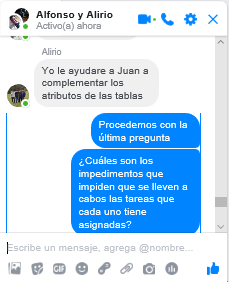 Alfonso y Alirio
Activo(a) ahora
Alirio
Yo le ayudare a Juan a
complementar los
atributos de las tablas
Procedemos con la
última pregunta
¿Cuáles son los
impedimentos que
impiden que se lleven a
cabos las tareas que
cada uno tiene
asignadas?
Escribe un mensaje, agrega @nombre...
GIF